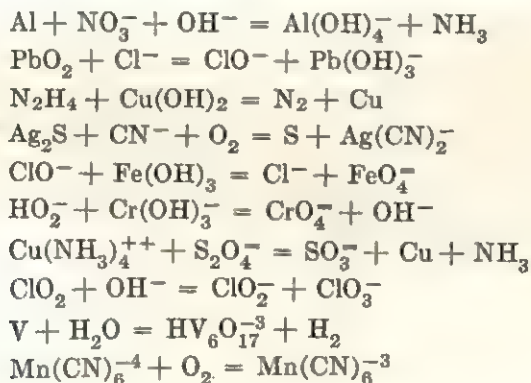 Al + NO₃⁻ + OH⁻ = Al(OH)₄⁻ + NH₃
PbO₂ + Cl⁻ = ClO⁻ + Pb(OH)₃⁻
N₂H₄ + Cu(OH)₂ = N₂ + Cu
Ag₂S + CN⁻ + O₂ = S + Ag(CN)₂⁻
ClO⁻ + Fe(OH)₃ = Cl⁻ + FeO₄⁻
HO₂⁻ + Cr(OH)₃⁻ = CrO₄⁻ + OH⁻
Cu(NH₃)₄⁺⁺ + S₂O₄⁻ = SO₃⁻ + Cu + NH₃
ClO₂ + OH⁻ = ClO₂⁻ + ClO₃⁻
V + H₂O = HV₆O₁₇⁻³ + H₂
Mn(CN)₆⁻⁴ + O₂ = Mn(CN)₆⁻³